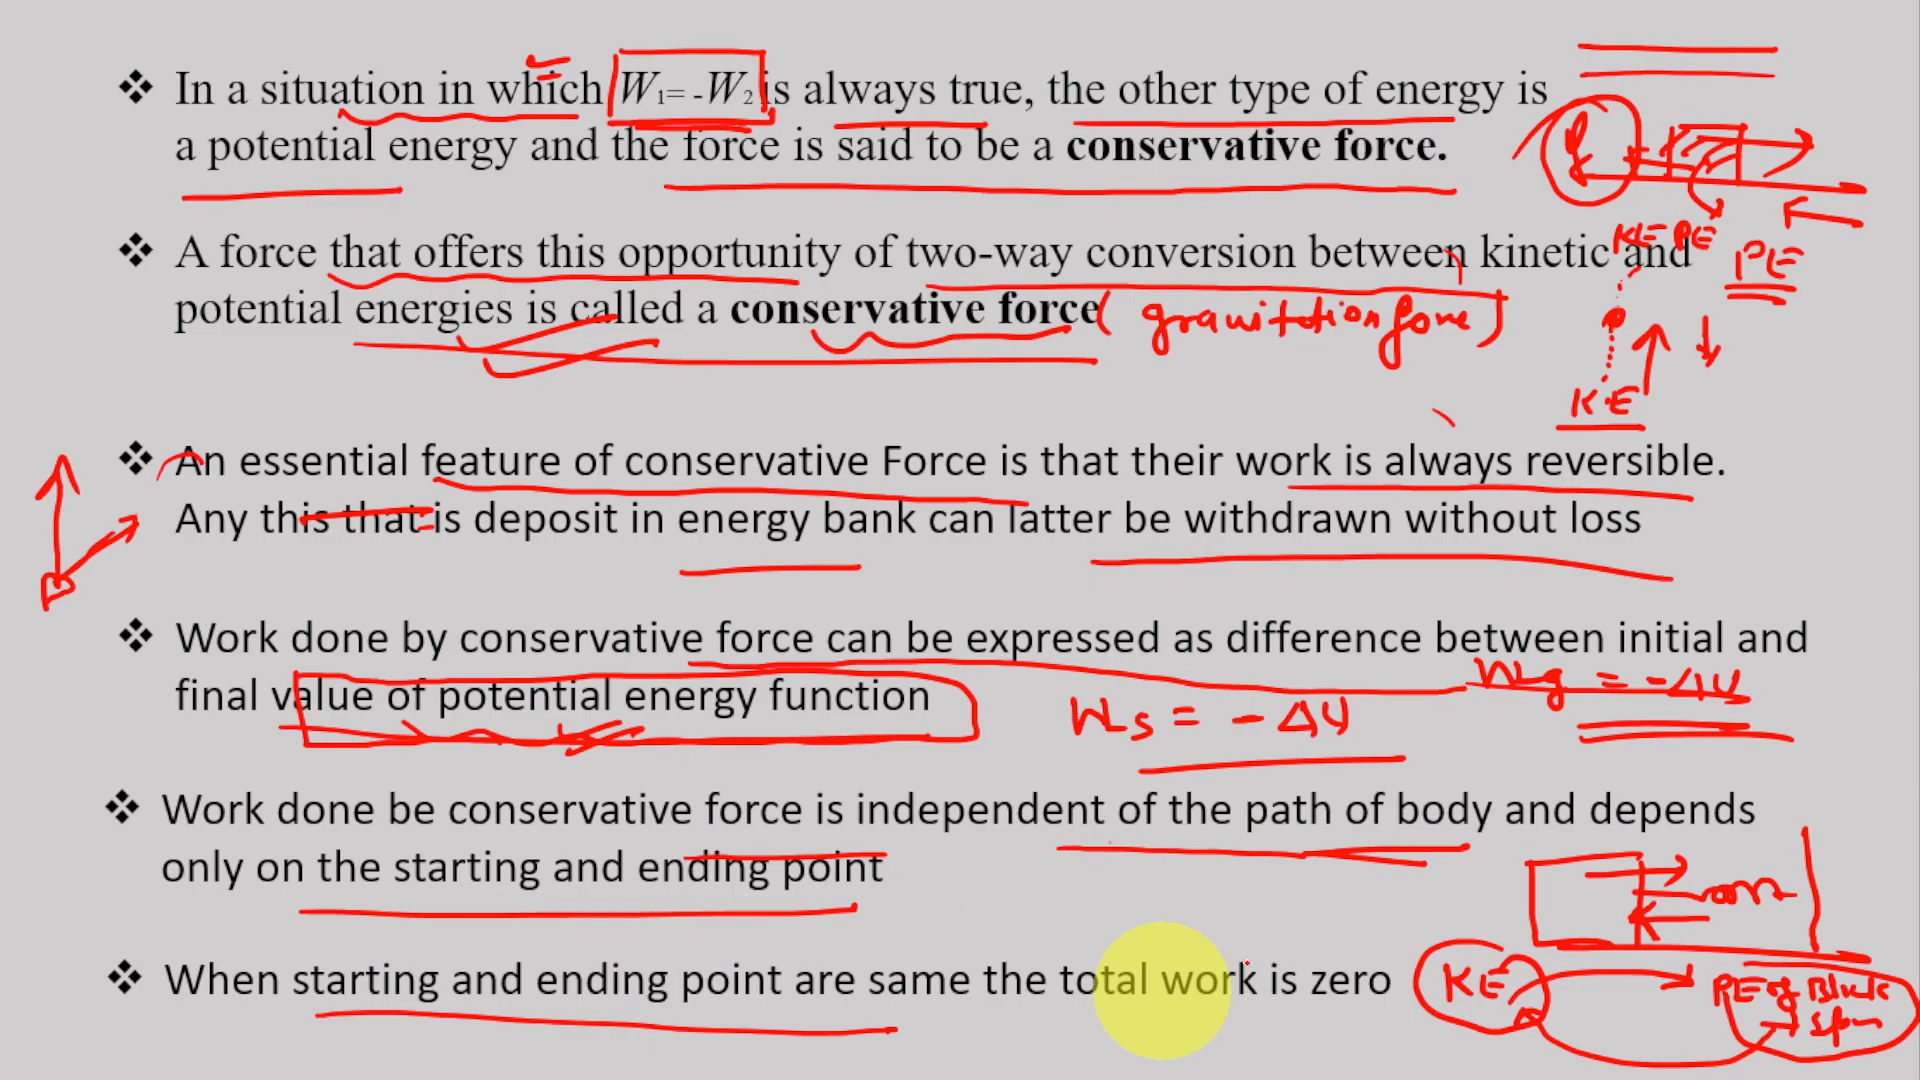 ❖ In a situation in which W1= -W2 is always true, the other type of energy is
a potential energy and the force is said to be a conservative force.
KE PE
PE
❖ A force that offers this opportunity of two-way conversion between kinetic and
potential energies is called a conservative force (gravitation force)
KE
❖ An essential feature of conservative Force is that their work is always reversible.
Any this that is deposit in energy bank can latter be withdrawn without loss
❖ Work done by conservative force can be expressed as difference between initial and
final value of potential energy function
Ws = -ΔU
Wg = -ΔU
❖ Work done be conservative force is independent of the path of body and depends
only on the starting and ending point
❖ When starting and ending point are same the total work is zero
KE
PE of Block